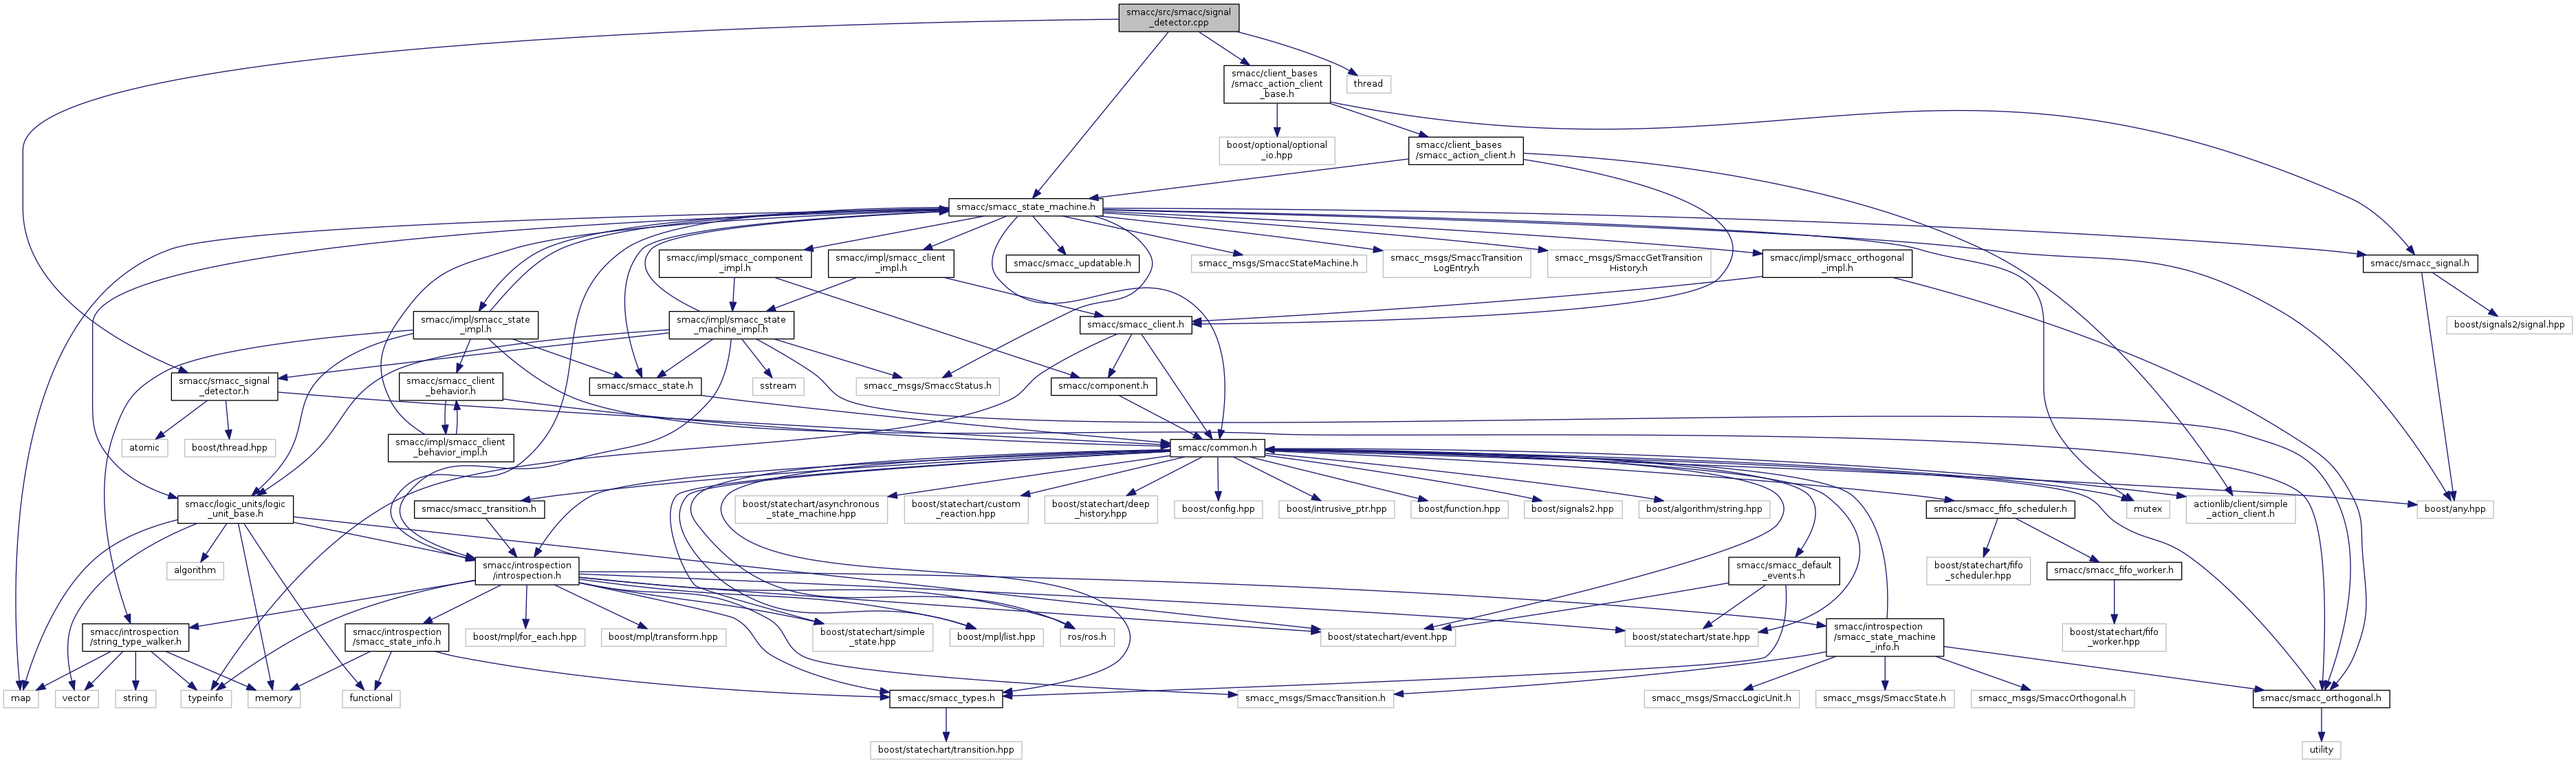 smacc/src/smacc/signal
_detector.cpp
smacc/client_bases
/smacc_action_client
_base.h
thread
boost/optional/optional
_io.hpp
smacc/client_bases
/smacc_action_client.h
smacc/smacc_state_machine.h
smacc/impl/smacc_component
_impl.h
smacc/impl/smacc_client
_impl.h
smacc/smacc_updatable.h
smacc_msgs/SmaccStateMachine.h
smacc_msgs/SmaccTransition
LogEntry.h
smacc_msgs/SmaccGetTransition
History.h
smacc/impl/smacc_orthogonal
_impl.h
smacc/smacc_signal.h
smacc/impl/smacc_state
_impl.h
smacc/impl/smacc_state
_machine_impl.h
smacc/smacc_client.h
boost/signals2/signal.hpp
smacc/smacc_signal
_detector.h
smacc/smacc_client
_behavior.h
smacc/smacc_state.h
sstream
smacc_msgs/SmaccStatus.h
smacc/component.h
atomic
boost/thread.hpp
smacc/impl/smacc_client
_behavior_impl.h
smacc/common.h
smacc/logic_units/logic
_unit_base.h
smacc/smacc_transition.h
boost/statechart/asynchronous
_state_machine.hpp
boost/statechart/custom
_reaction.hpp
boost/statechart/deep
_history.hpp
boost/config.hpp
boost/intrusive_ptr.hpp
boost/function.hpp
boost/signals2.hpp
boost/algorithm/string.hpp
smacc/smacc_fifo_scheduler.h
mutex
actionlib/client/simple
_action_client.h
boost/any.hpp
algorithm
smacc/introspection
/introspection.h
smacc/smacc_default
_events.h
boost/statechart/fifo
_scheduler.hpp
smacc/smacc_fifo_worker.h
smacc/introspection
/string_type_walker.h
smacc/introspection
/smacc_state_info.h
boost/mpl/for_each.hpp
boost/mpl/transform.hpp
boost/statechart/simple
_state.hpp
boost/mpl/list.hpp
ros/ros.h
boost/statechart/event.hpp
boost/statechart/state.hpp
smacc/introspection
/smacc_state_machine
_info.h
boost/statechart/fifo
_worker.hpp
map
vector
string
typeinfo
memory
functional
smacc/smacc_types.h
smacc_msgs/SmaccTransition.h
smacc_msgs/SmaccLogicUnit.h
smacc_msgs/SmaccState.h
smacc_msgs/SmaccOrthogonal.h
smacc/smacc_orthogonal.h
boost/statechart/transition.hpp
utility